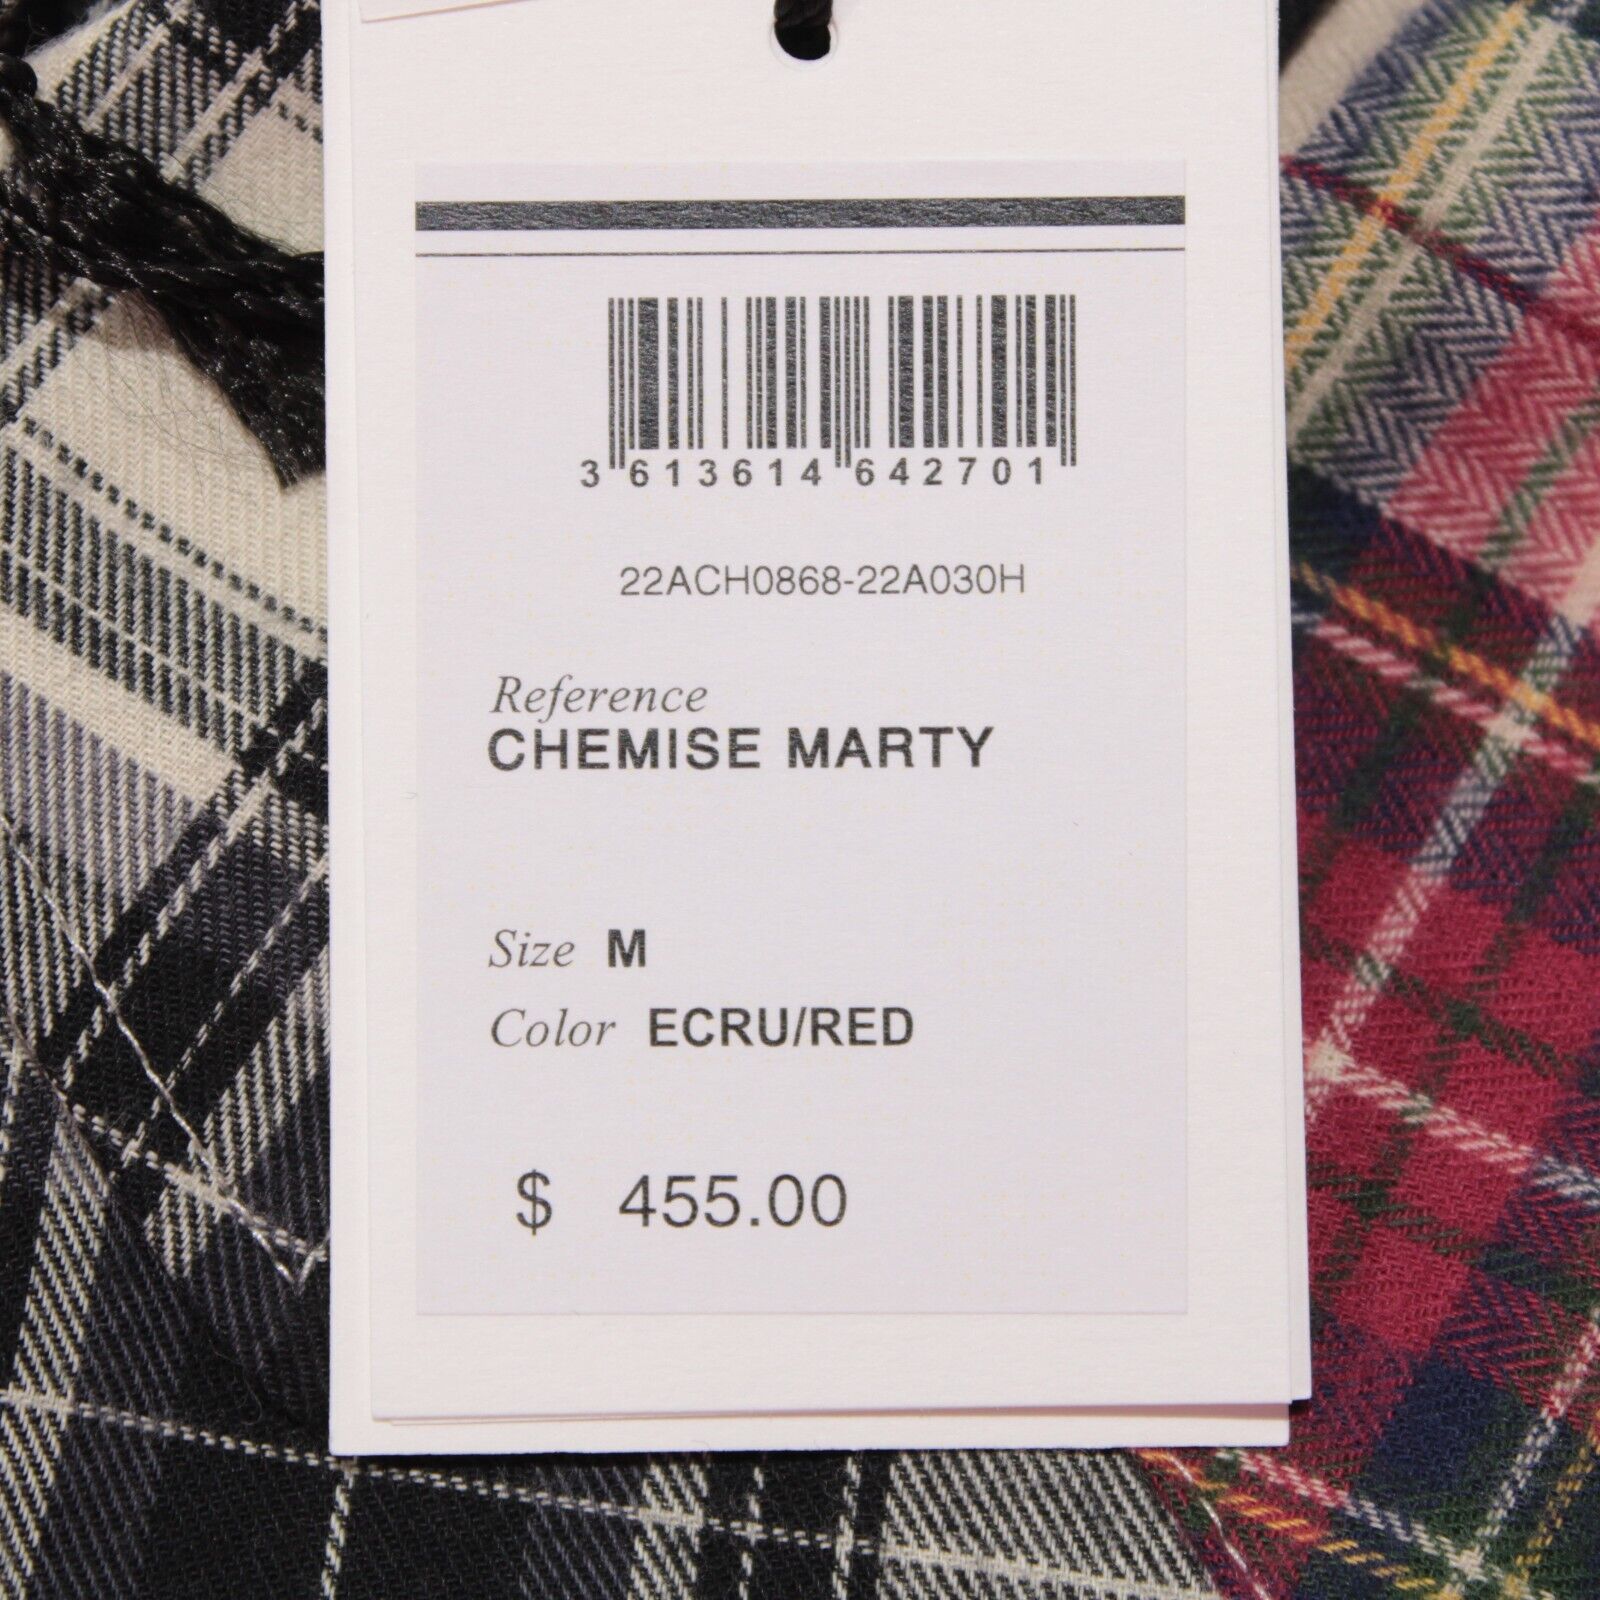 3 613614 642701
22ACH0868-22A030H
Reference
CHEMISE MARTY
Size M
Color ECRU/RED
$ 455.00